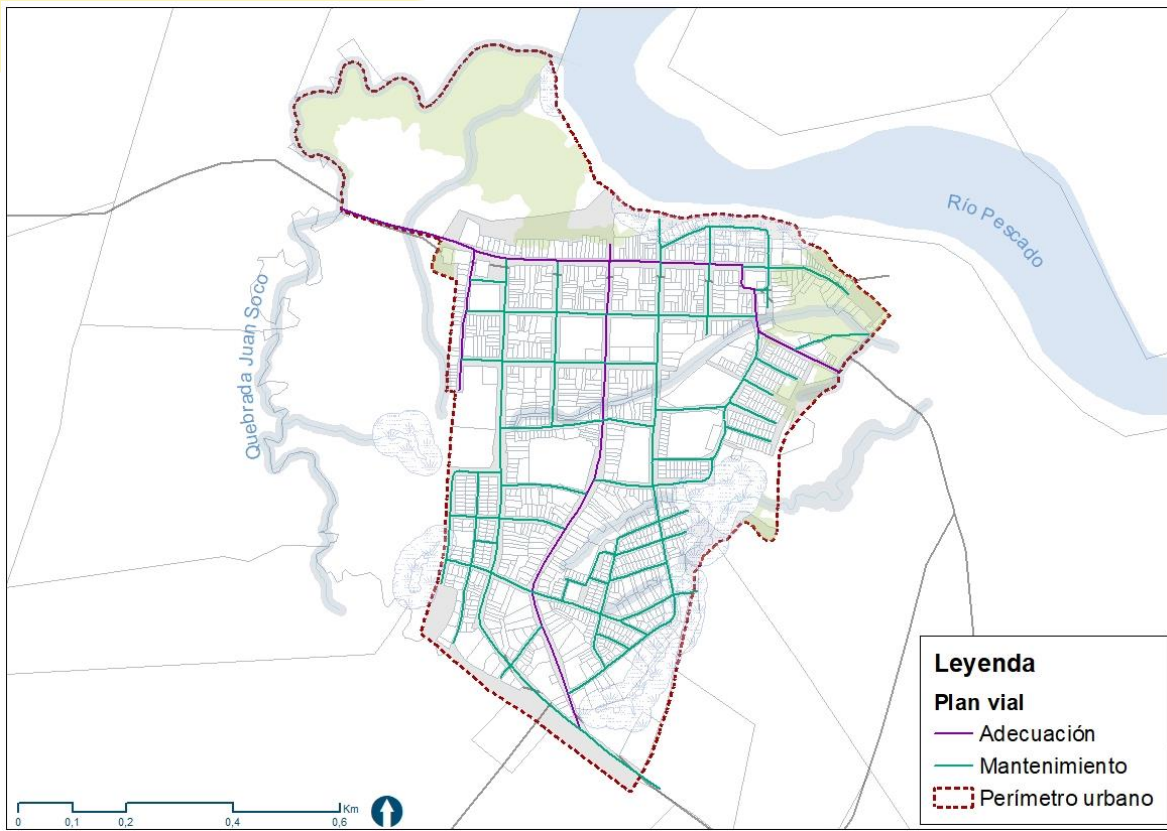 Río Pescado
Quebrada Juan Soco
Leyenda
Plan vial
Adecuación
Mantenimiento
Perímetro urbano
Km
0 0,1 0,2 0,4 0,6